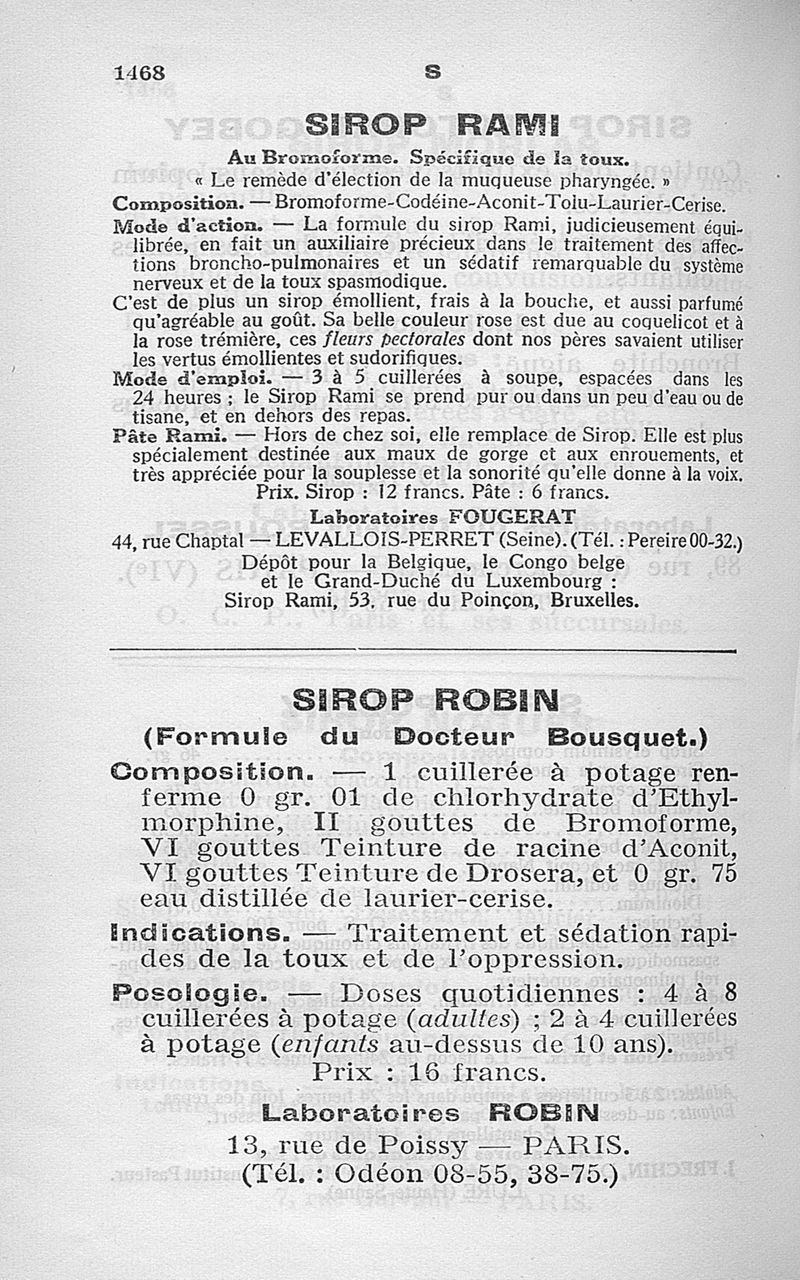 1468
S
SIROP RAMI
Au Bromoforme. Spécifique de la toux.
« Le remède d'élection de la muqueuse pharyngée. »
Composition. — Bromoforme-Codéine-Aconit-Tolu-Laurier-Cerise.
Mode d'action. — La formule du sirop Rami, judicieusement équi-
librée, en fait un auxiliaire précieux dans le traitement des affec-
tions broncho-pulmonaires et un sédatif remarquable du système
nerveux et de la toux spasmodique.
C'est de plus un sirop émollient, frais à la bouche, et aussi parfumé
qu'agréable au goût. Sa belle couleur rose est due au coquelicot et à
la rose trémière, ces fleurs pectorales dont nos pères savaient utiliser
les vertus émollientes et sudorifiques.
Mode d'emploi. — 3 à 5 cuillerées à soupe, espacées dans les
24 heures ; le Sirop Rami se prend pur ou dans un peu d'eau ou de
tisane, et en dehors des repas.
Pâte Rami. — Hors de chez soi, elle remplace de Sirop. Elle est plus
spécialement destinée aux maux de gorge et aux enrouements, et
très appréciée pour la souplesse et la sonorité qu'elle donne à la voix.
Prix. Sirop : 12 francs. Pâte : 6 francs.
Laboratoires FOUGERAT
44, rue Chaptal — LEVALLOIS-PERRET (Seine). (Tél. : Pereire 00-32.)
Dépôt pour la Belgique, le Congo belge
et le Grand-Duché du Luxembourg :
Sirop Rami, 53, rue du Poinçon, Bruxelles.
SIROP ROBIN
(Formule du Docteur Bousquet.)
Composition. — 1 cuillerée à potage ren-
ferme 0 gr. 01 de chlorhydrate d'Ethyl-
morphine, II gouttes de Bromoforme,
VI gouttes Teinture de racine d'Aconit,
VI gouttes Teinture de Drosera, et 0 gr. 75
eau distillée de laurier-cerise.
Indications. — Traitement et sédation rapi-
des de la toux et de l'oppression.
Posologie. — Doses quotidiennes : 4 à 8
cuillerées à potage (adultes) ; 2 à 4 cuillerées
à potage (enfants au-dessus de 10 ans).
Prix : 16 francs.
Laboratoires ROBIN
13, rue de Poissy — PARIS.
(Tél. : Odéon 08-55, 38-75.)